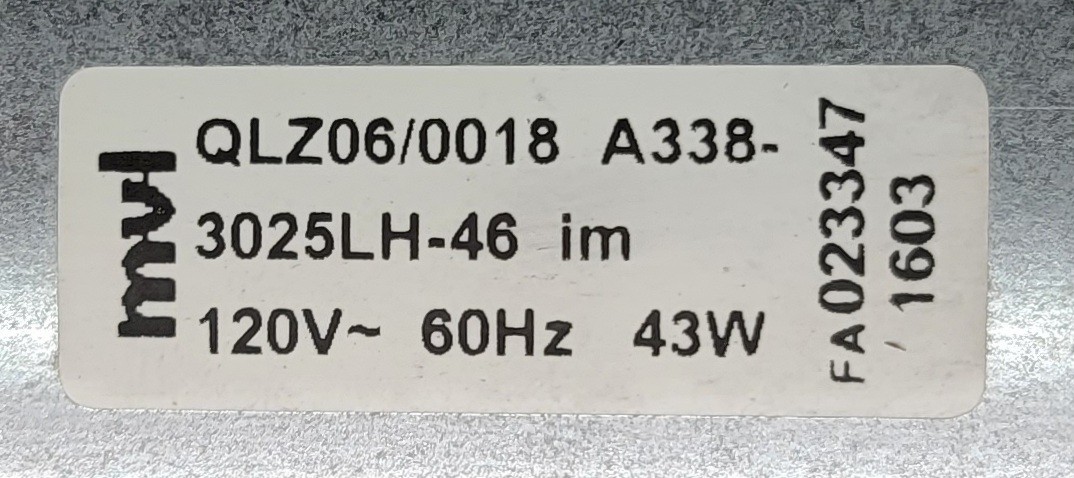 mvl
QLZ06/0018 A338-
3025LH-46 im
120V~ 60Hz 43W
FA023347
1603